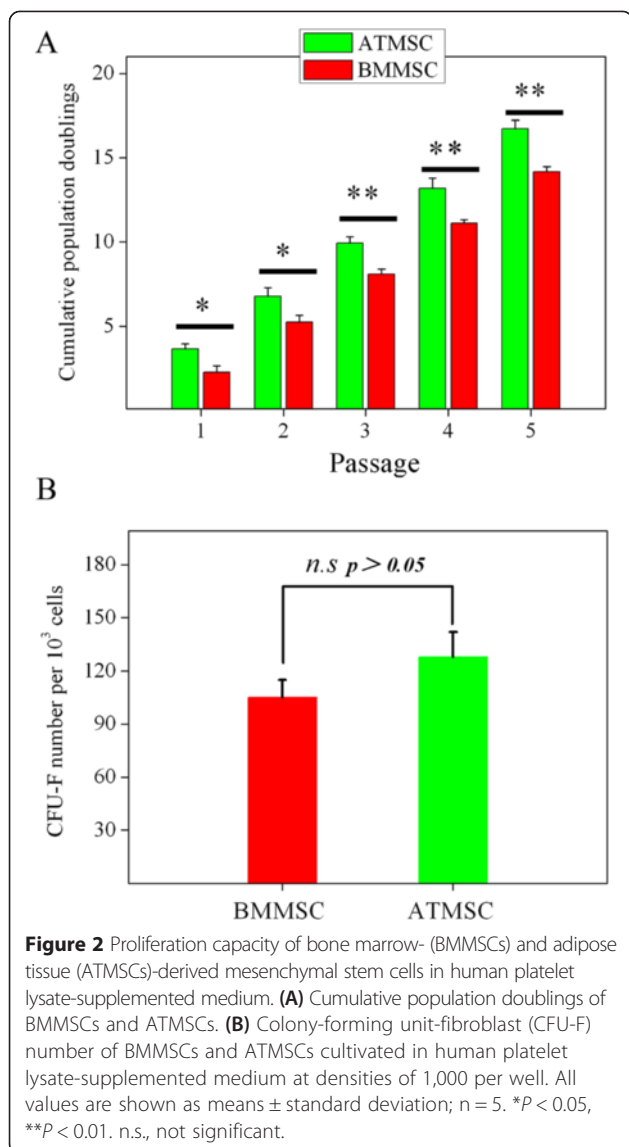 A
ATMSC
BMMSC
Cumulative population doublings
20
15
10
5
*
*
**
**
**
1 2 3 4 5
Passage
B
CFU-F number per 10³ cells
180
150
120
90
60
30
n.s p > 0.05
BMMSC ATMSC
Figure 2 Proliferation capacity of bone marrow- (BMMSCs) and adipose
tissue (ATMSCs)-derived mesenchymal stem cells in human platelet
lysate-supplemented medium. (A) Cumulative population doublings of
BMMSCs and ATMSCs. (B) Colony-forming unit-fibroblast (CFU-F)
number of BMMSCs and ATMSCs cultivated in human platelet
lysate-supplemented medium at densities of 1,000 per well. All
values are shown as means ± standard deviation; n = 5. *P < 0.05,
**P < 0.01. n.s., not significant.